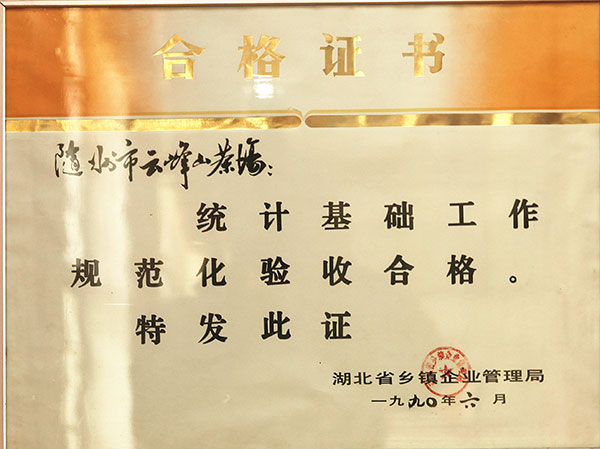 合格证书
随州市云峰山茶场：
统计基础工作
规范化验收合格。
特发此证
湖北省乡镇企业管理局
一九九〇年六月